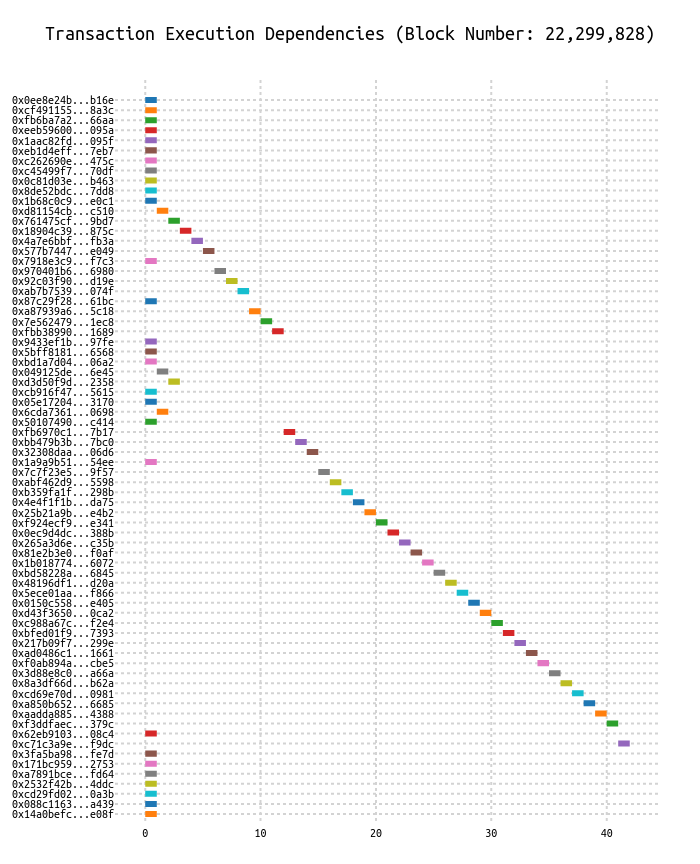 Transaction Execution Dependencies (Block Number: 22,299,828)
0x0ee8e24b...b16e
0xcf491155...8a3c
0xfb6ba7a2...66aa
0xeeb59600...095a
0x1aac82fd...095f
0xeb1d4eff...7eb7
0xc262690e...475c
0xc45499f7...70df
0x0c81d03e...b463
0x8de52bdc...7dd8
0x1b68c0c9...e0c1
0xd81154cb...c510
0x761475cf...9bd7
0x18904c39...875c
0x4a7e6bbf...fb3a
0x577b7447...e049
0x7918e3c9...f7c3
0x970401b6...6980
0x92c03f90...d19e
0xab7b7539...074f
0x87c29f28...61bc
0xa87939a6...5c18
0x7e562479...1ec8
0xfbb38990...1689
0x9433ef1b...97fe
0x5bff8181...6568
0xbd1a7d04...06a2
0x049125de...6e45
0xd3d50f9d...2358
0xcb916f47...5615
0x05e17204...3170
0x6cda7361...0698
0x50107490...c414
0xfb6970c1...7b17
0xbb479b3b...7bc0
0x32308daa...06d6
0x1a9a9b51...54ee
0x7c7f23e5...9f57
0xabf462d9...5598
0xb359fa1f...298b
0x4e4f1f1b...da75
0x25b21a9b...e4b2
0xf924ecf9...e341
0x0ec9d4dc...388b
0x265a3d6e...c35b
0x81e2b3e0...f0af
0x1b018774...6072
0xbd58228a...6845
0x48196df1...d20a
0x5ece01aa...f866
0x0150c558...e405
0xd43f3650...0ca2
0xc988a67c...f2e4
0xbfed01f9...7393
0x217b09f7...299e
0xad0486c1...1661
0xf0ab894a...cbe5
0x3d88e8c0...a66a
0x8a3df66d...b62a
0xcd69e70d...0981
0xa850b652...6685
0xaadda885...4388
0xf3ddfaec...379c
0x62eb9103...08c4
0xc71c3a9e...f9dc
0x3fa5ba98...fe7d
0x171bc959...2753
0xa7891bce...fd64
0x2532f42b...4ddc
0xcd29fd02...0a3b
0x088c1163...a439
0x14a0befc...e08f
0 10 20 30 40